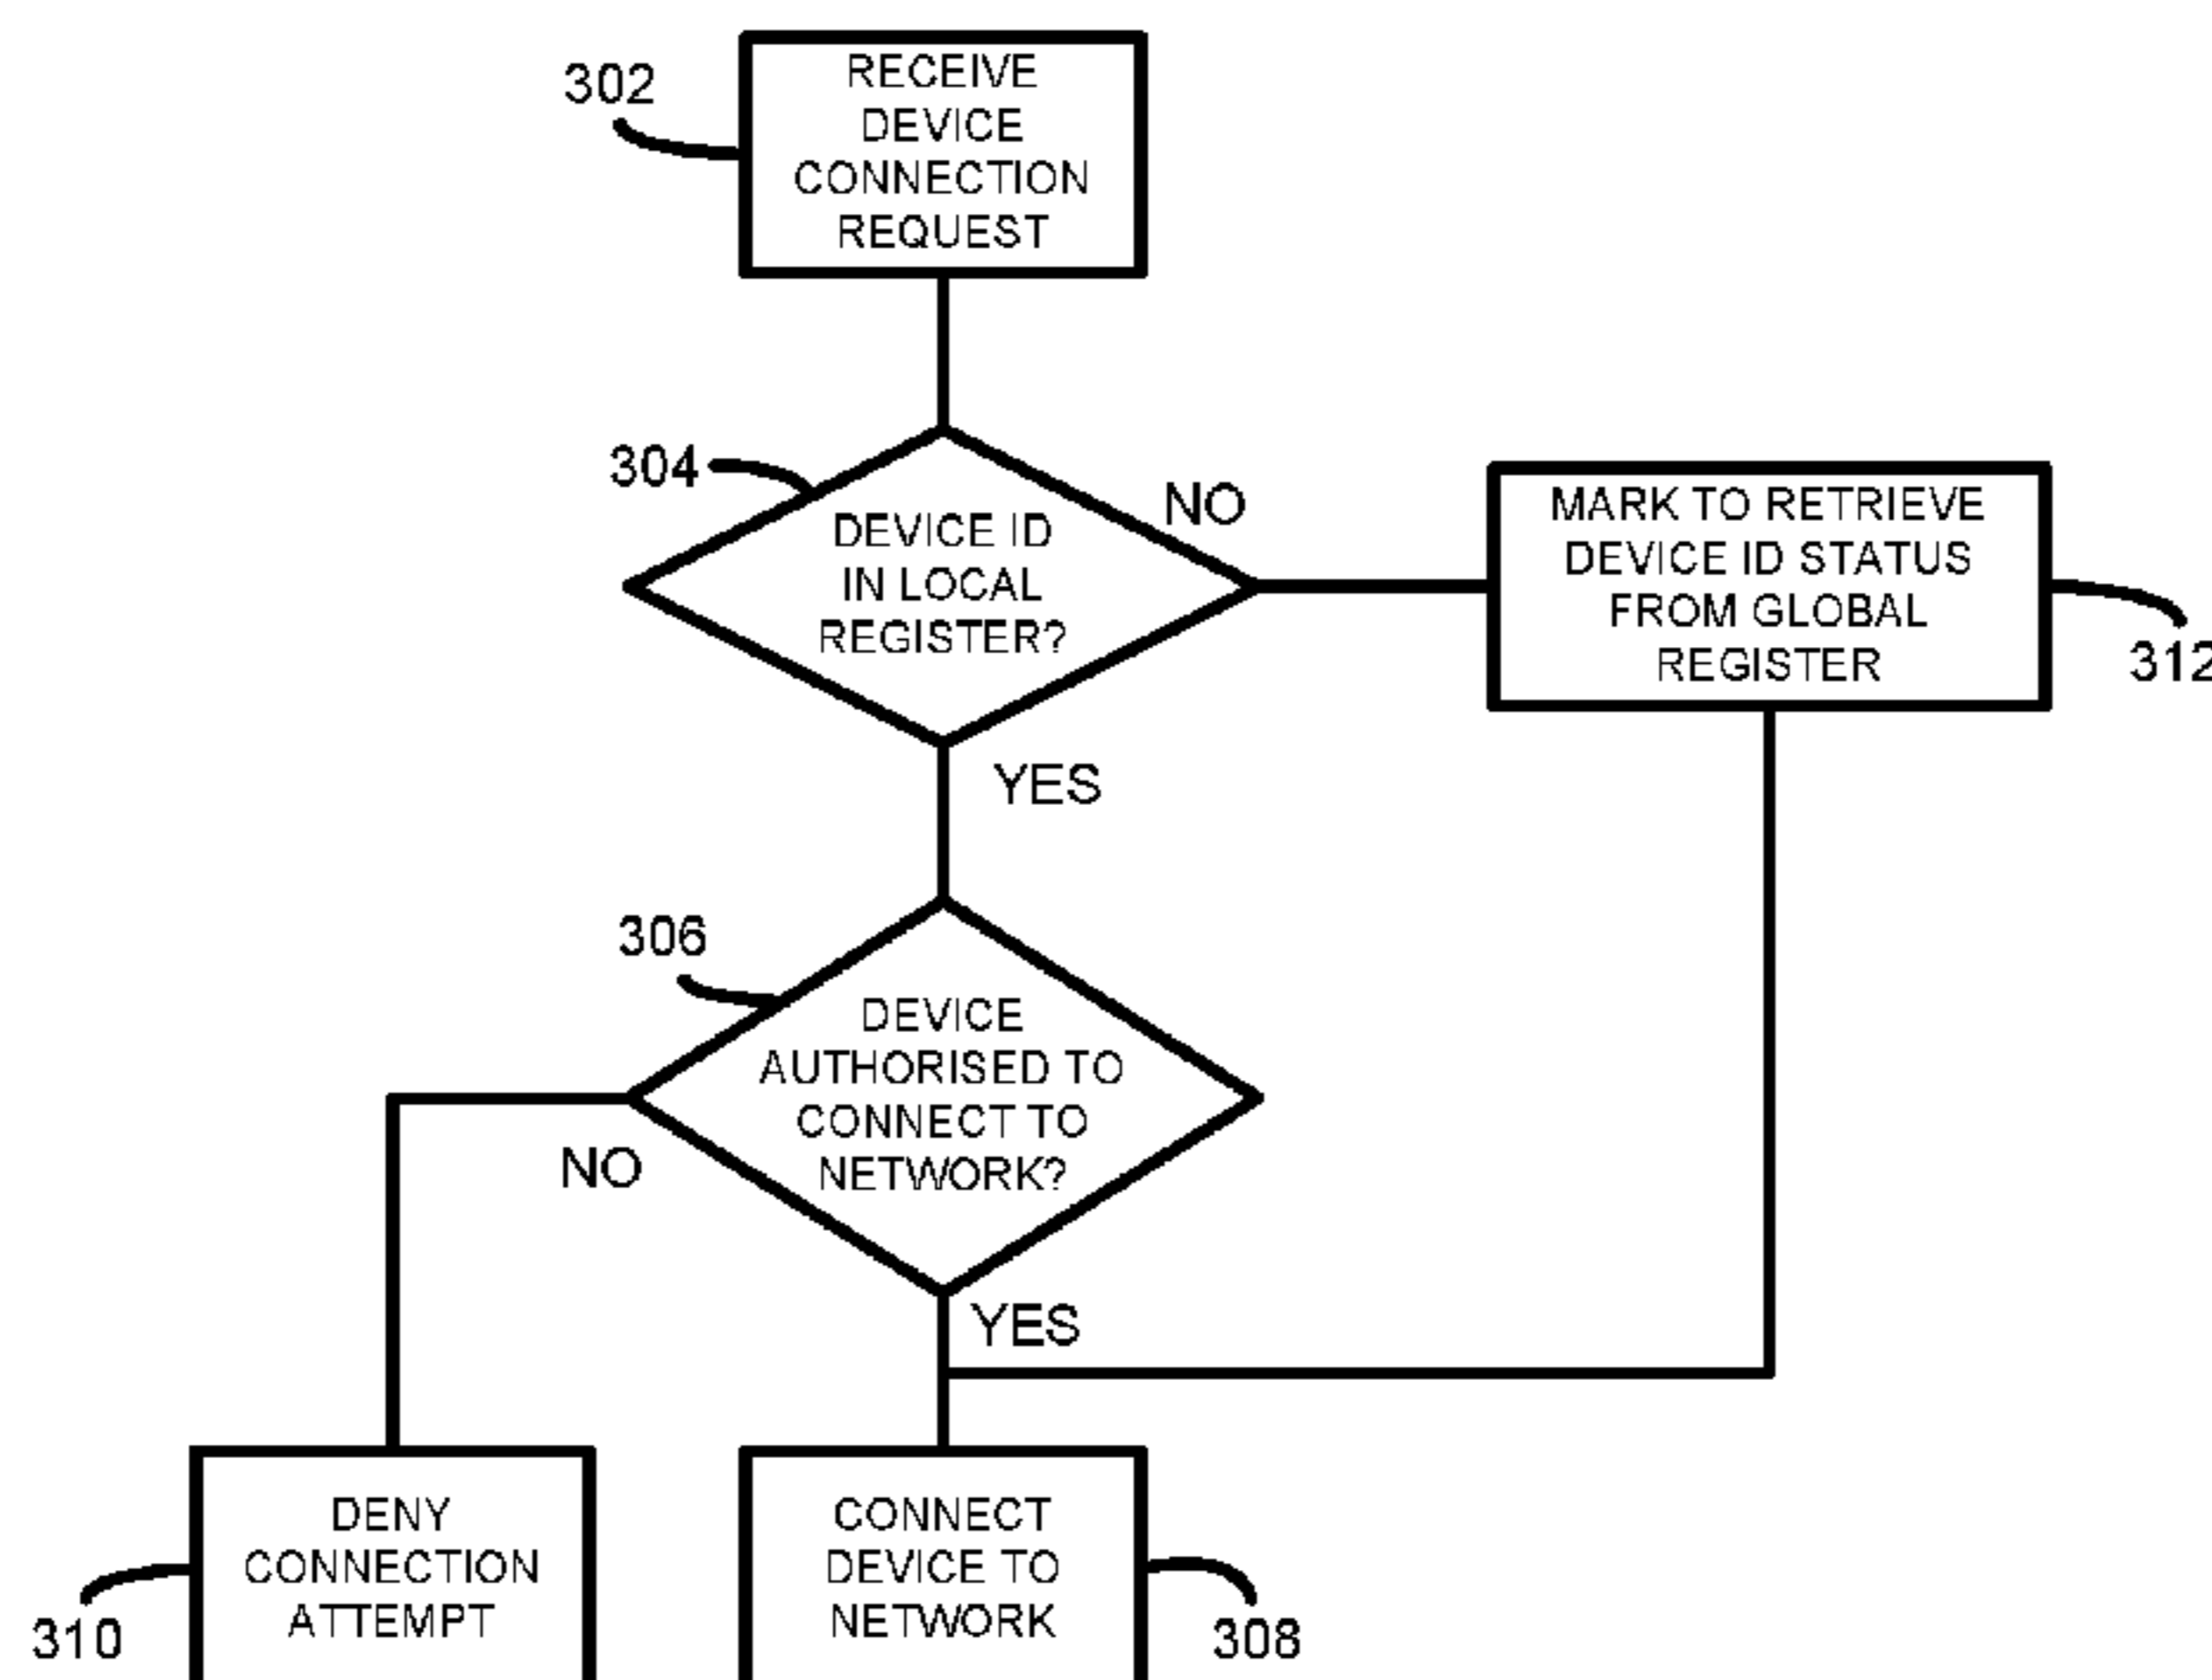 302
RECEIVE
DEVICE
CONNECTION
REQUEST
304
DEVICE ID
IN LOCAL
REGISTER?
NO
YES
MARK TO RETRIEVE
DEVICE ID STATUS
FROM GLOBAL
REGISTER
312
306
DEVICE
AUTHORISED TO
CONNECT TO
NETWORK?
NO
YES
DENY
CONNECTION
ATTEMPT
310
CONNECT
DEVICE TO
NETWORK
308